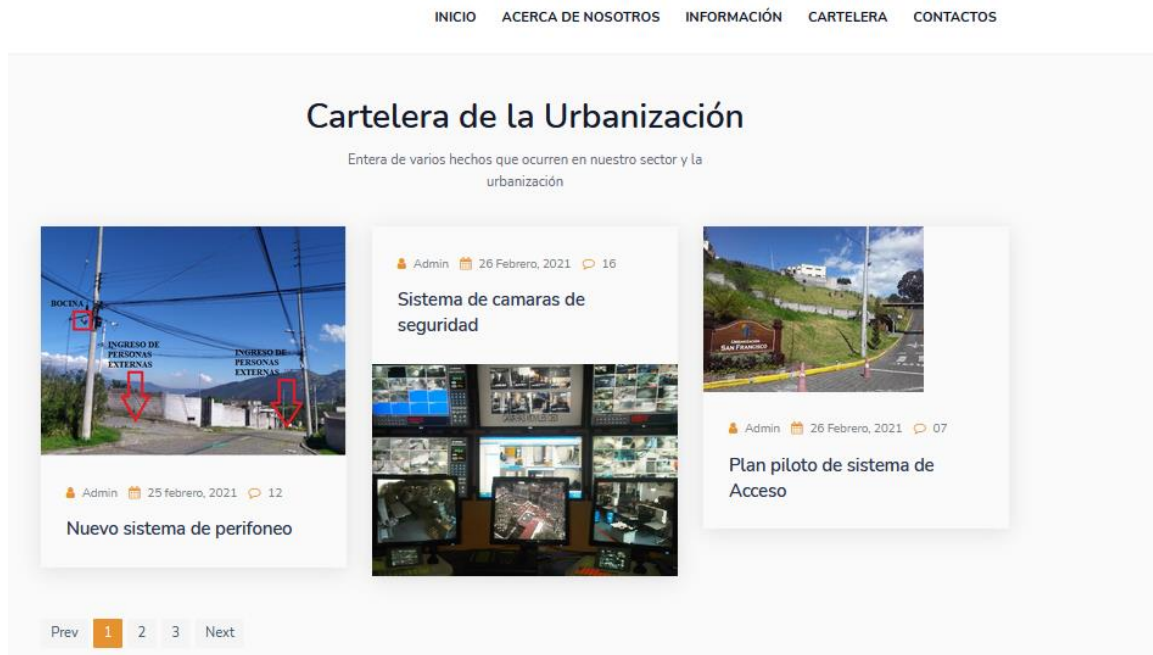 INICIO ACERCA DE NOSOTROS INFORMACIÓN CARTELERA CONTACTOS
Cartelera de la Urbanización
Entera de varios hechos que ocurren en nuestro sector y la
urbanización
BOCINA
INGRESO DE
PERSONAS
EXTERNAS
INGRESO DE
PERSONAS
EXTERNAS
Admin 25 febrero, 2021 12
Nuevo sistema de perifoneo
Admin 26 Febrero, 2021 16
Sistema de camaras de
seguridad
URBANIZACIÓN
SAN FRANCISCO
Admin 26 Febrero, 2021 07
Plan piloto de sistema de
Acceso
Prev 1 2 3 Next